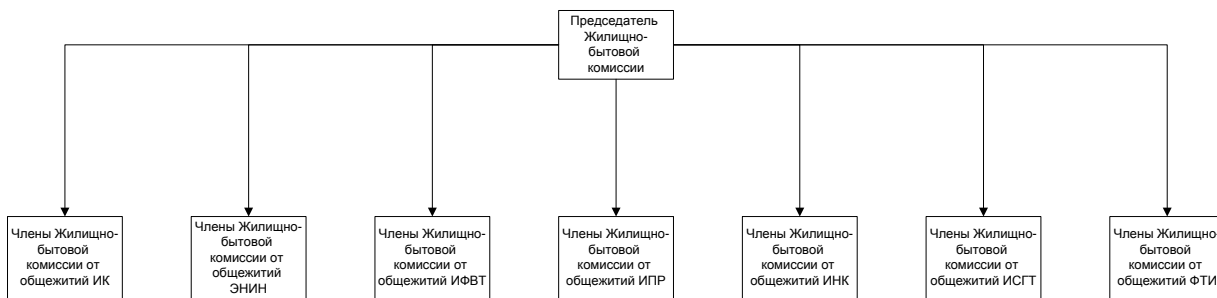 Председатель
Жилищно-
бытовой
комиссии
Члены Жилищно-
бытовой
комиссии от
общежитий ИК
Члены Жилищно-
бытовой
комиссии от
общежитий
ЭНИН
Члены Жилищно-
бытовой
комиссии от
общежитий ИФВТ
Члены Жилищно-
бытовой
комиссии от
общежитий ИПР
Члены Жилищно-
бытовой
комиссии от
общежитий ИНК
Члены Жилищно-
бытовой
комиссии от
общежитий ИСГТ
Члены Жилищно-
бытовой
комиссии от
общежитий ФТИ